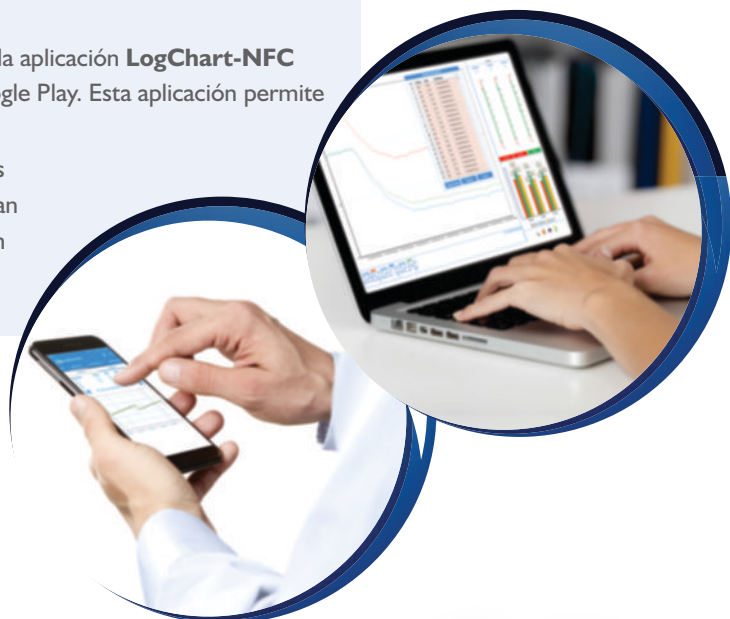 la aplicación LogChart-NFC
gle Play. Esta aplicación permite
s
an
n